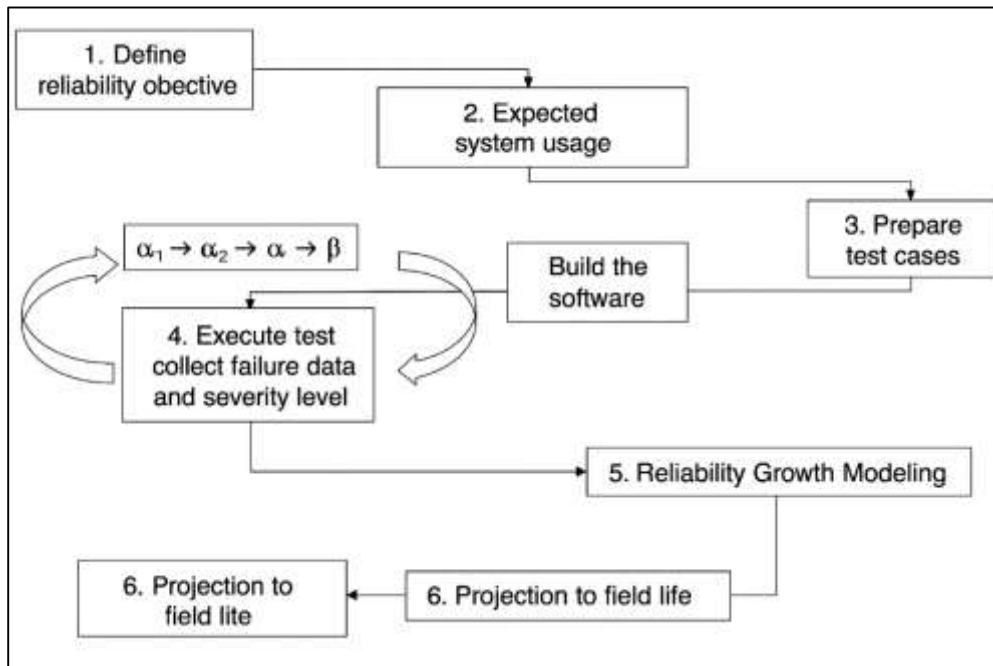 1. Define
reliability obective
2. Expected
system usage
3. Prepare
test cases
Build the
software
α₁ → α₂ → α → β
4. Execute test
collect failure data
and severity level
5. Reliability Growth Modeling
6. Projection to field life
6. Projection to
field lite